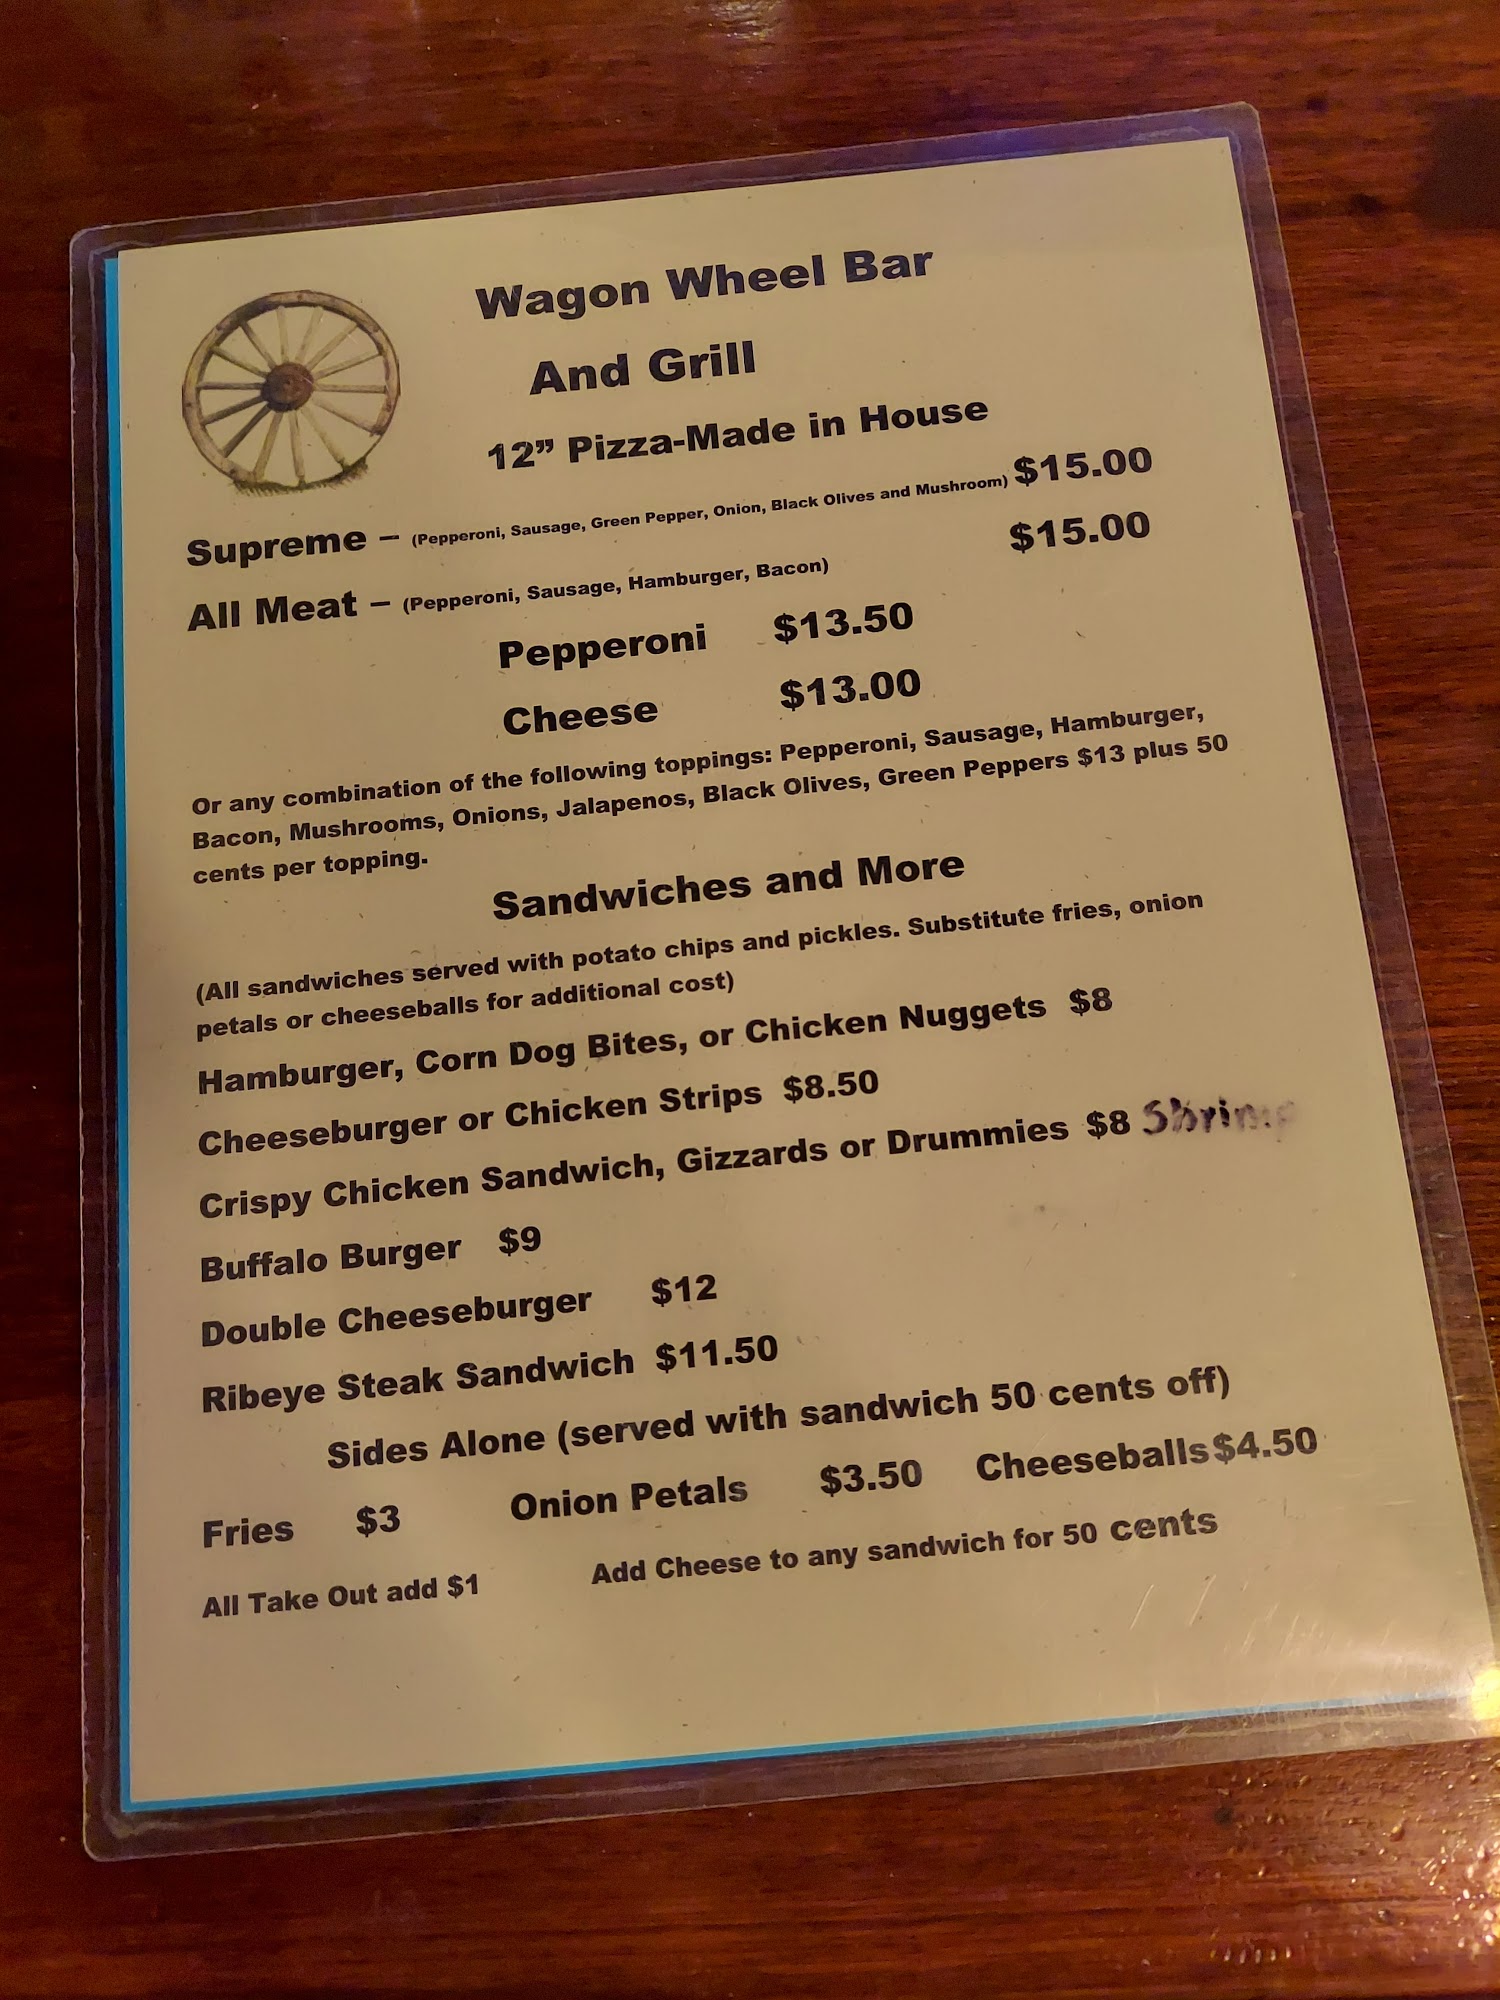 Wagon Wheel Bar
And Grill
12” Pizza-Made in House
Supreme – (Pepperoni, Sausage, Green Pepper, Onion, Black Olives and Mushroom) $15.00
All Meat – (Pepperoni, Sausage, Hamburger, Bacon) $15.00
Pepperoni $13.50
Cheese $13.00
Or any combination of the following toppings: Pepperoni, Sausage, Hamburger,
Bacon, Mushrooms, Onions, Jalapenos, Black Olives, Green Peppers $13 plus 50
cents per topping.
Sandwiches and More
(All sandwiches served with potato chips and pickles. Substitute fries, onion
petals or cheeseballs for additional cost)
Hamburger, Corn Dog Bites, or Chicken Nuggets $8
Cheeseburger or Chicken Strips $8.50
Crispy Chicken Sandwich, Gizzards or Drummies $8 Shrimp
Buffalo Burger $9
Double Cheeseburger $12
Ribeye Steak Sandwich $11.50
Sides Alone (served with sandwich 50 cents off)
Fries $3 Onion Petals $3.50 Cheeseballs $4.50
All Take Out add $1 Add Cheese to any sandwich for 50 cents